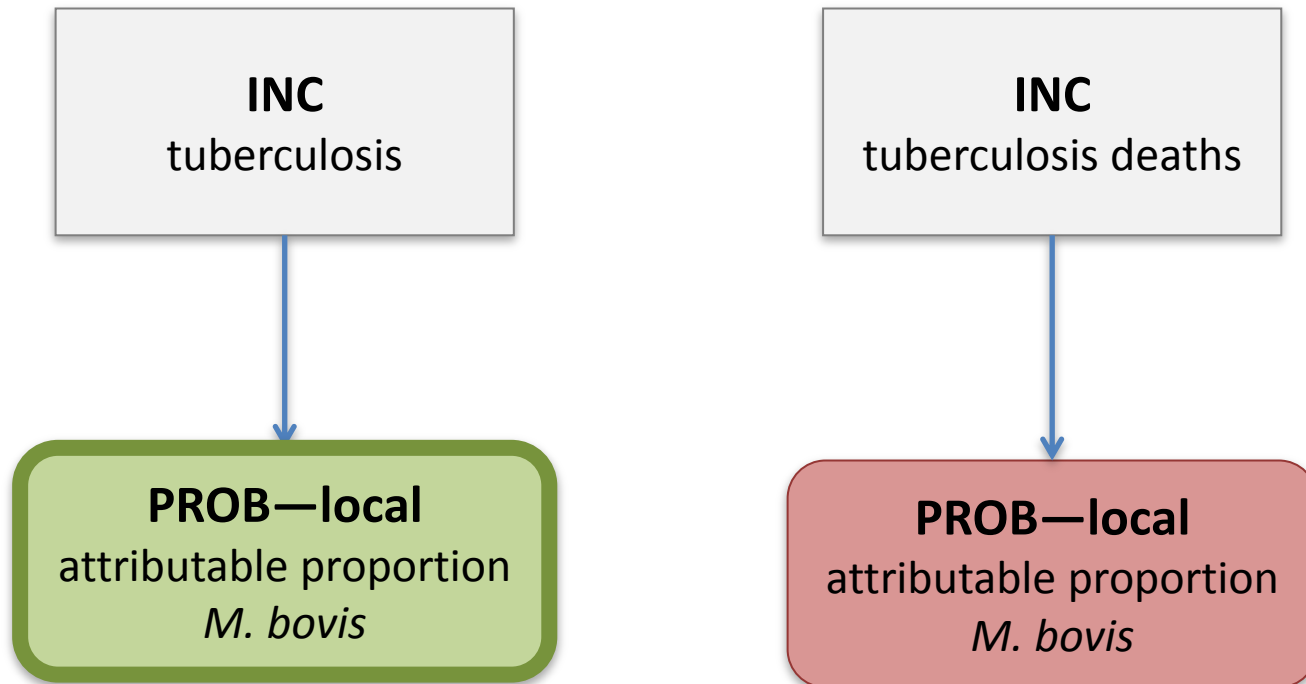 INC
tuberculosis
INC
tuberculosis deaths
PROB—local
attributable proportion
M. bovis
PROB—local
attributable proportion
M. bovis